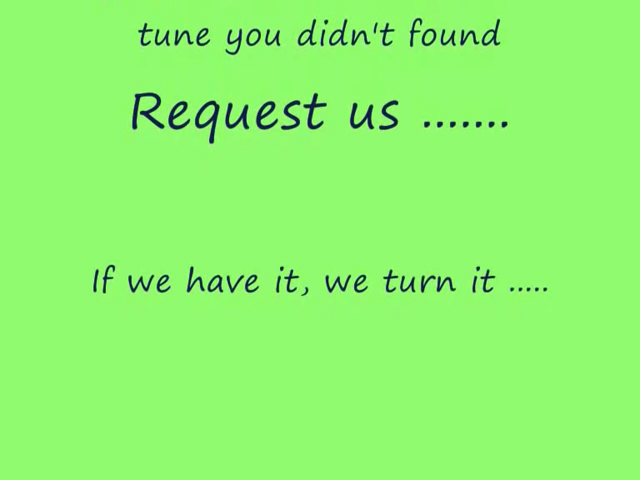 tune you didn't found
Request us .......
If we have it, we turn it .....